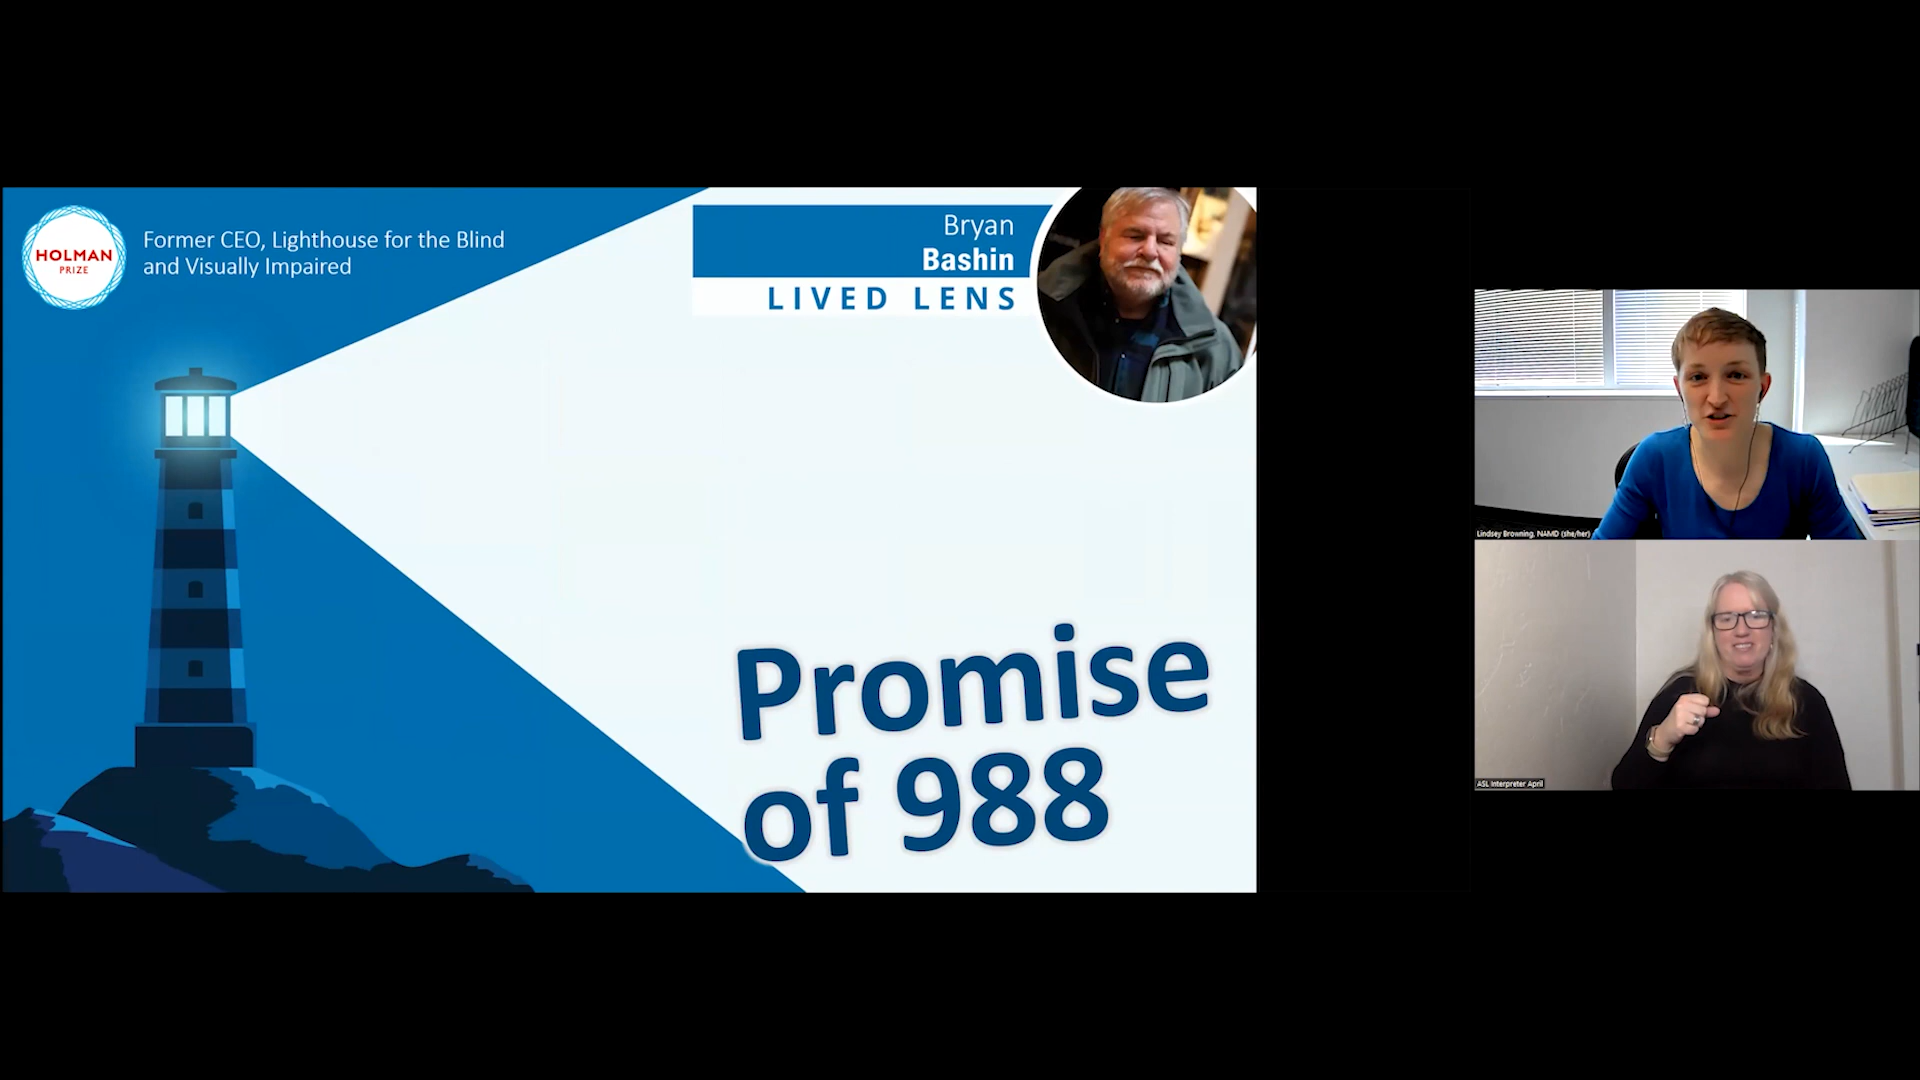 HOLMAN
PRIZE
Former CEO, Lighthouse for the Blind
and Visually Impaired
Bryan
Bashin
LIVED LENS
Promise
of 988
Lindsey Browning, NAMD (she/her)
ASL Interpreter April